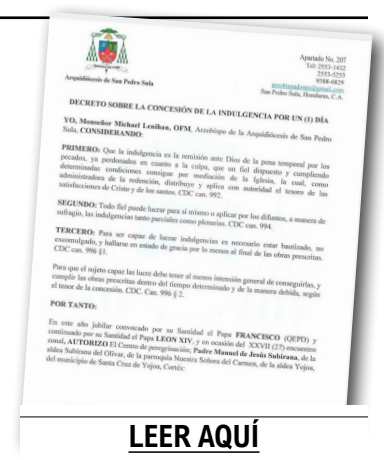 Arquidiócesis de San Pedro Sula
Apartado No. 207
Tel: 2553-1432
2553-5253
9588-6829
arzobispadosps@gmail.com
San Pedro Sula, Honduras, C.A.
DECRETO SOBRE LA CONCESIÓN DE LA INDULGENCIA POR UN (1) DÍA
YO, Monseñor Michael Lenihan, OFM, Arzobispo de la Arquidiócesis de San Pedro
Sula, CONSIDERANDO:
PRIMERO: Que la indulgencia es la remisión ante Dios de la pena temporal por los
pecados, ya perdonados en cuanto a la culpa, que un fiel dispuesto y cumpliendo
determinadas condiciones consigue por mediación de la Iglesia, la cual, como
administradora de la redención, distribuye y aplica con autoridad el tesoro de las
satisfacciones de Cristo y de los santos. CDC can. 992.
SEGUNDO: Todo fiel puede lucrar para sí mismo o aplicar por los difuntos, a manera de
sufragio, las indulgencias tanto parciales como plenarias. CDC can. 994.
TERCERO: Para ser capaz de lucrar indulgencias es necesario estar bautizado, no
excomulgado, y hallarse en estado de gracia por lo menos al final de las obras prescritas.
CDC can. 996 §1.
Para que el sujeto capaz las lucre debe tener al menos intención general de conseguirlas, y
cumplir las obras prescritas dentro del tiempo determinado y de la manera debida, según
el tenor de la concesión. CDC. Can. 996 § 2.
POR TANTO:
En este año jubilar convocado por su Santidad el Papa FRANCISCO (QEPD) y
continuado por su Santidad el Papa LEON XIV, y en ocasión del XXVII (27) encuentro
zonal, AUTORIZO El Centro de peregrinación; Padre Manuel de Jesús Subirana, de la
aldea Subirana del Olivar, de la parroquia Nuestra Señora del Carmen, de la aldea Yojoa,
del municipio de Santa Cruz de Yojoa, Cortés:
LEER AQUÍ